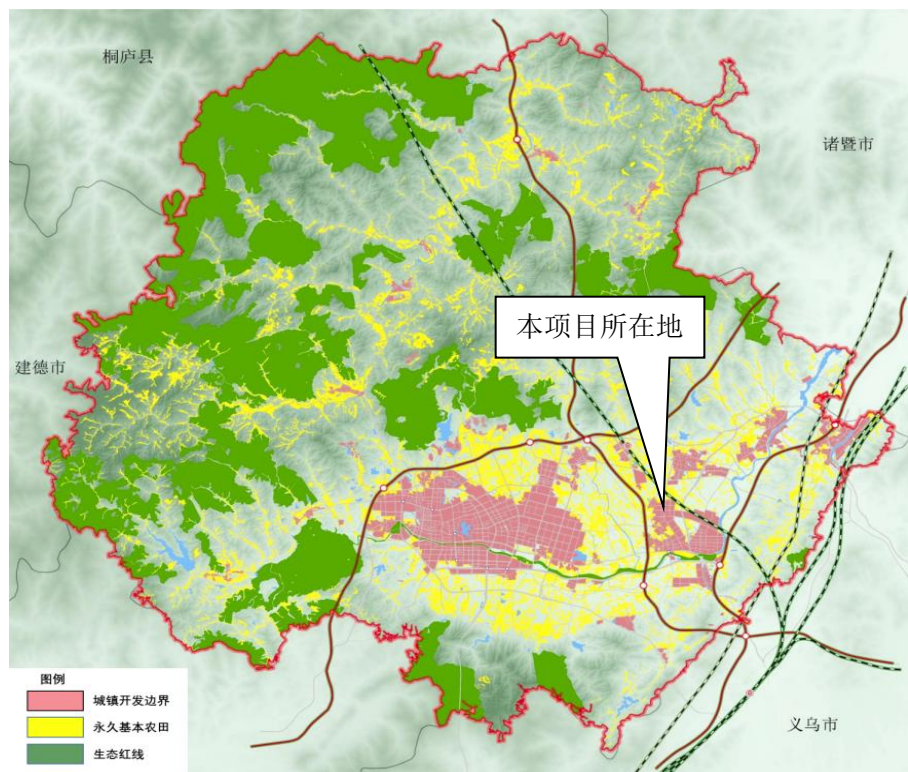 桐庐县
诸暨市
本项目所在地
建德市
图例
城镇开发边界
永久基本农田
生态红线
义乌市